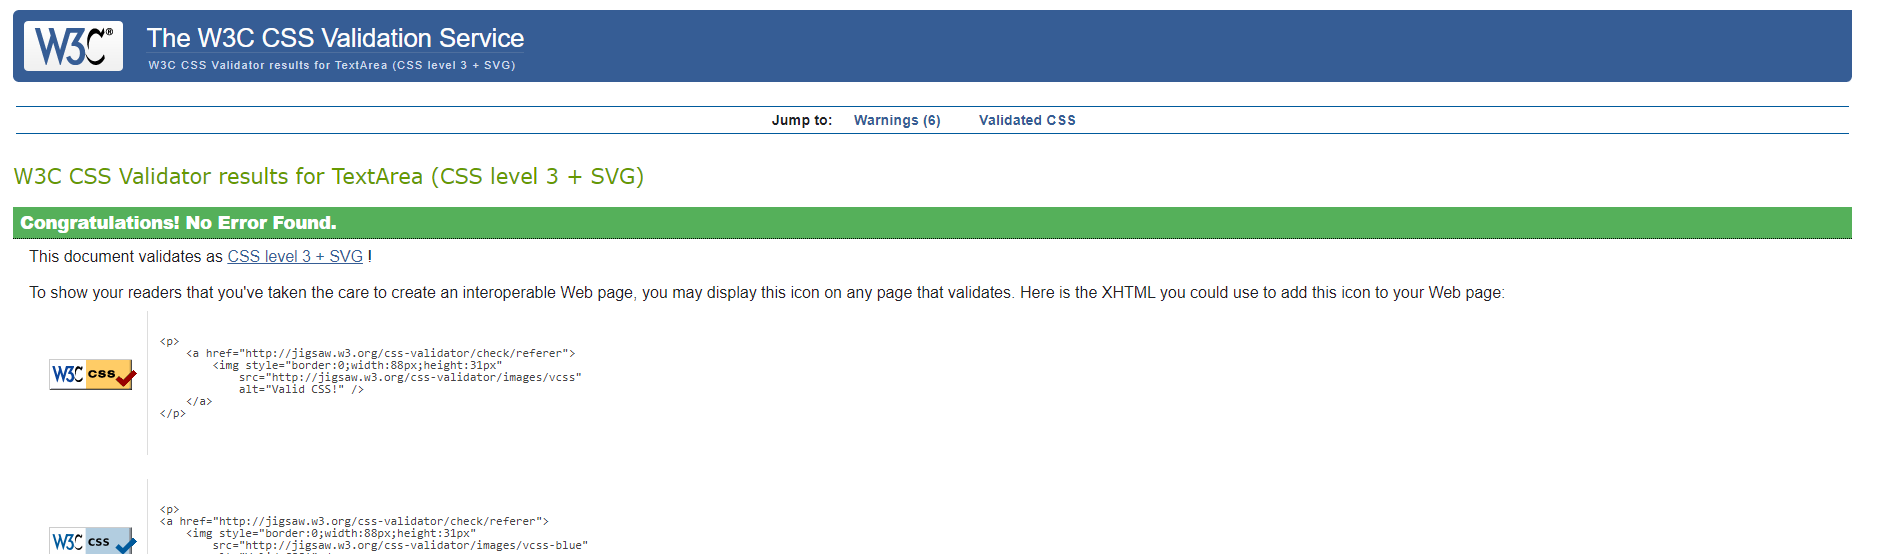 W3C®
The W3C CSS Validation Service
W3C CSS Validator results for TextArea (CSS level 3 + SVG)
Jump to: Warnings (6) Validated CSS
W3C CSS Validator results for TextArea (CSS level 3 + SVG)
Congratulations! No Error Found.
This document validates as CSS level 3 + SVG !
To show your readers that you've taken the care to create an interoperable Web page, you may display this icon on any page that validates. Here is the XHTML you could use to add this icon to your Web page:
W3C css
<p>
<a href="http://jigsaw.w3.org/css-validator/check/referer">
<img style="border:0;width:88px;height:31px"
src="http://jigsaw.w3.org/css-validator/images/vcss"
alt="Valid CSS!" />
</a>
</p>
W3C css
<p>
<a href="http://jigsaw.w3.org/css-validator/check/referer">
<img style="border:0;width:88px;height:31px"
src="http://jigsaw.w3.org/css-validator/images/vcss-blue"